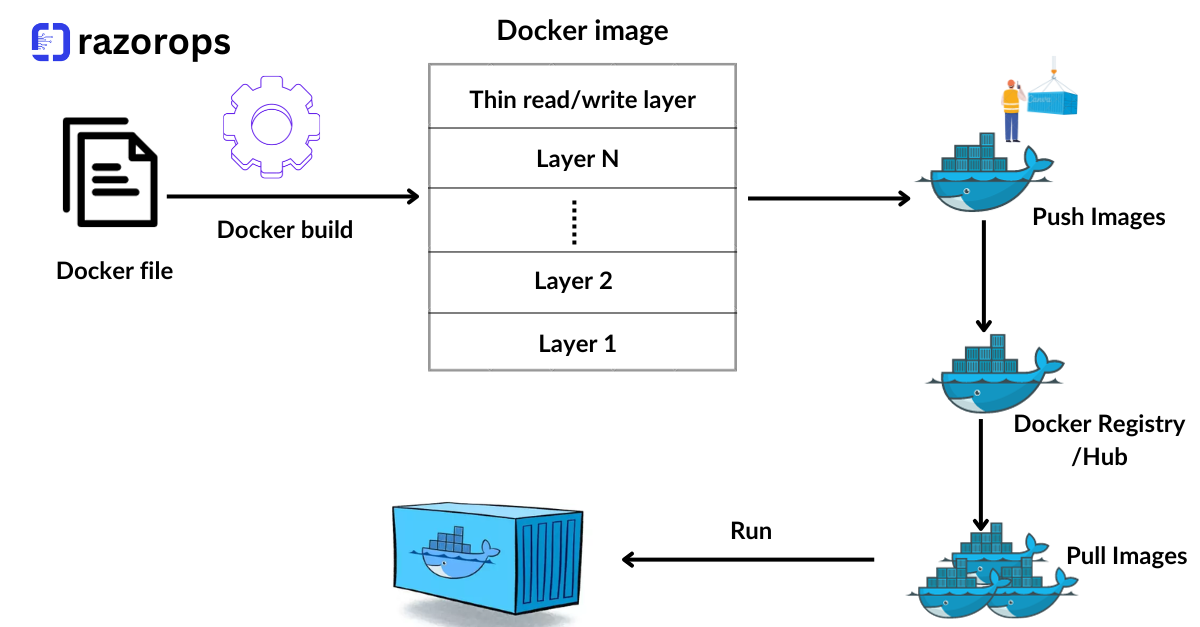 razorops
Docker image
Thin read/write layer
Layer N
Layer 2
Layer 1
Docker build
Docker file
Push Images
Docker Registry
/Hub
Pull Images
Run